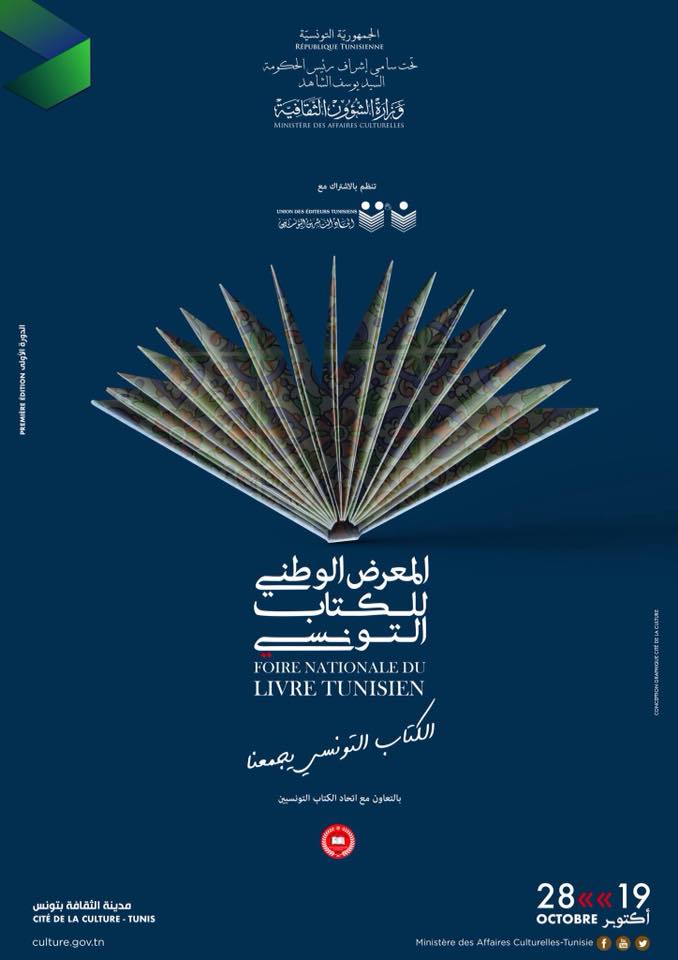 الجمهورية التونسية
RÉPUBLIQUE TUNISIENNE
تحت سامي إشراف رئيس الحكومة
السيد يوسف الشاهد
وزارة الشؤون الثقافية
MINISTÈRE DES AFFAIRES CULTURELLES
تنظم بالاشتراك مع
UNION DES ÉDITEURS TUNISIENS
اتحاد الناشرين التونسيين
الدورة الأولى PREMIÈRE ÉDITION
المعرض الوطني
للكتاب
التونسي
FOIRE NATIONALE DU
LIVRE TUNISIEN
الكتاب التونسي يجمعنا
CONCEPTION GRAPHIQUE CITÉ DE LA CULTURE
بالتعاون مع اتحاد الكتاب التونسيين
مدينة الثقافة بتونس
CITÉ DE LA CULTURE - TUNIS
culture.gov.tn
28 «« 19
OCTOBRE أكتوبر
Ministère des Affaires Culturelles-Tunisie